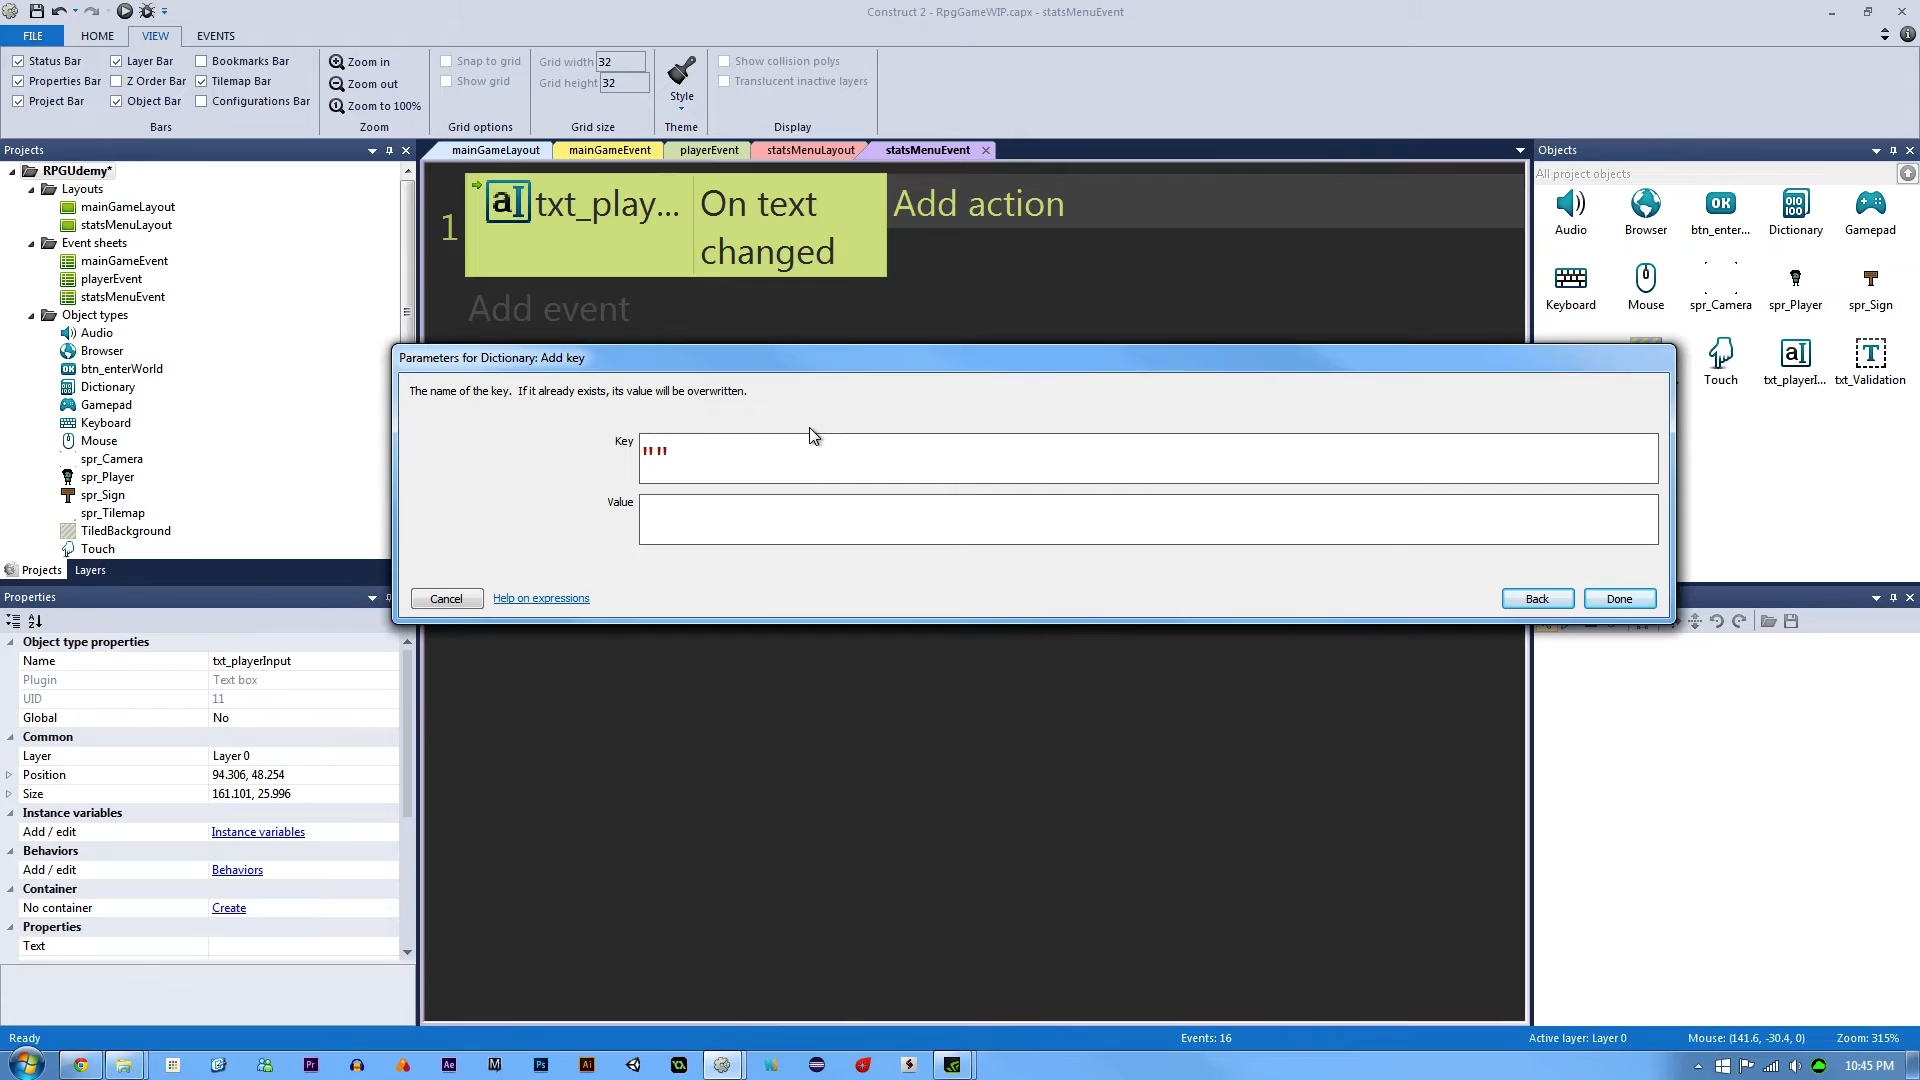 Construct 2 - RpgGameWIP.capx - statsMenuEvent
FILE HOME VIEW EVENTS
Status Bar Layer Bar Bookmarks Bar
Properties Bar Z Order Bar Tilemap Bar
Project Bar Object Bar Configurations Bar
Bars
Zoom in
Zoom out
Zoom to 100%
Zoom
Snap to grid
Show grid
Grid options
Grid width 32
Grid height 32
Grid size
Style
Theme
Show collision polys
Translucent inactive layers
Display
Projects
RPGUdemy*
Layouts
mainGameLayout
statsMenuLayout
Event sheets
mainGameEvent
playerEvent
statsMenuEvent
Object types
Audio
Browser
btn_enterWorld
Dictionary
Gamepad
Keyboard
Mouse
spr_Camera
spr_Player
spr_Sign
spr_Tilemap
TiledBackground
Touch
Projects Layers
mainGameLayout mainGameEvent playerEvent statsMenuLayout statsMenuEvent
1 aI txt_play... On text changed Add action
Add event
Parameters for Dictionary: Add key
The name of the key. If it already exists, its value will be overwritten.
Key ""
Value
Cancel Help on expressions Back Done
Objects
All project objects
Audio Browser btn_enter... Dictionary Gamepad
Keyboard Mouse spr_Camera spr_Player spr_Sign
Touch txt_playerI... txt_Validation
Properties
Object type properties
Name txt_playerInput
Plugin Text box
UID 11
Global No
Common
Layer Layer 0
Position 94.306, 48.254
Size 161.101, 25.996
Instance variables
Add / edit Instance variables
Behaviors
Add / edit Behaviors
Container
No container Create
Properties
Text
Ready Events: 16 Active layer: Layer 0 Mouse: (141.6, -30.4, 0) Zoom: 315%
10:45 PM